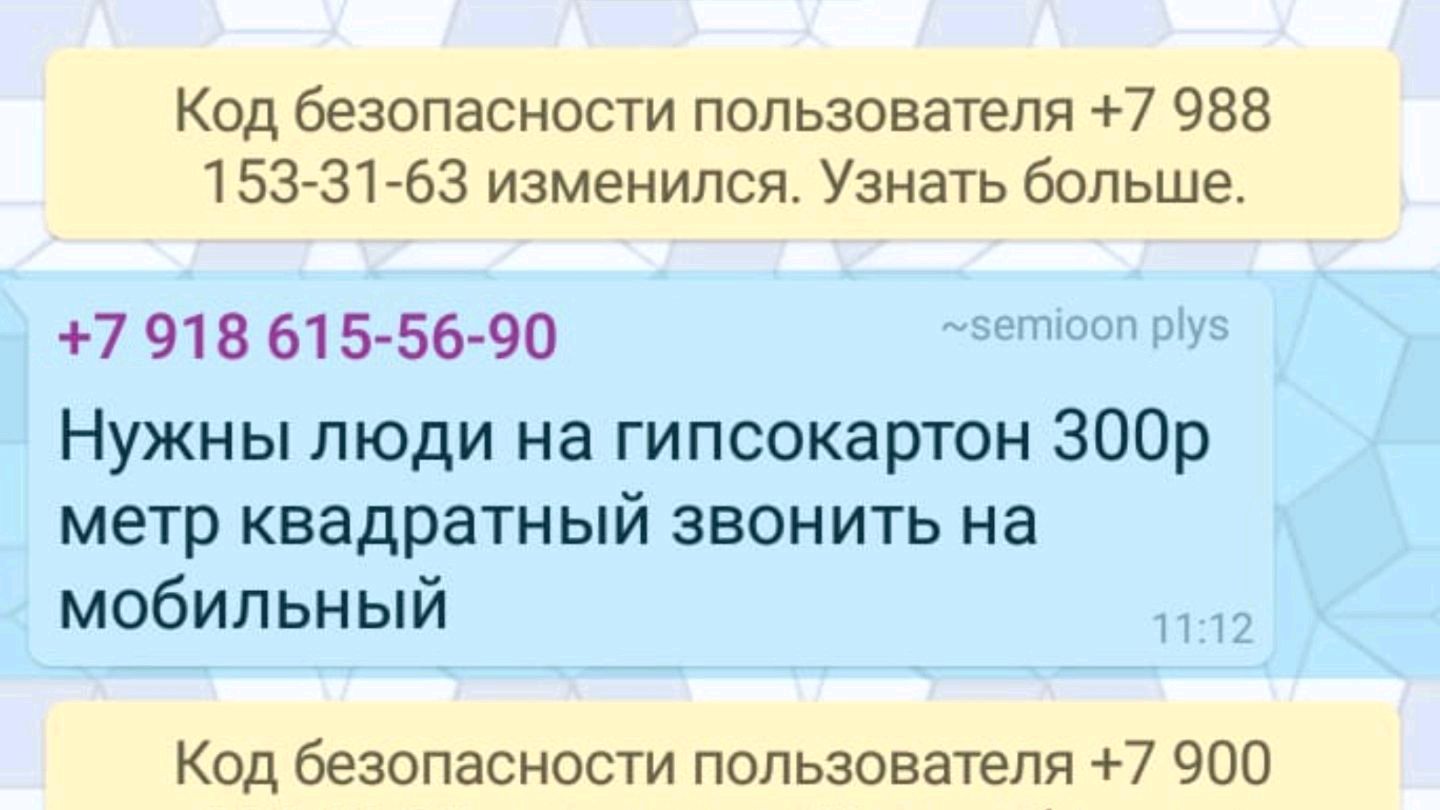 Код безопасности пользователя +7 988
153-31-63 изменился. Узнать больше.
+7 918 615-56-90 ~semioon plys
Нужны люди на гипсокартон 300р
метр квадратный звонить на
мобильный
11:12
Код безопасности пользователя +7 900